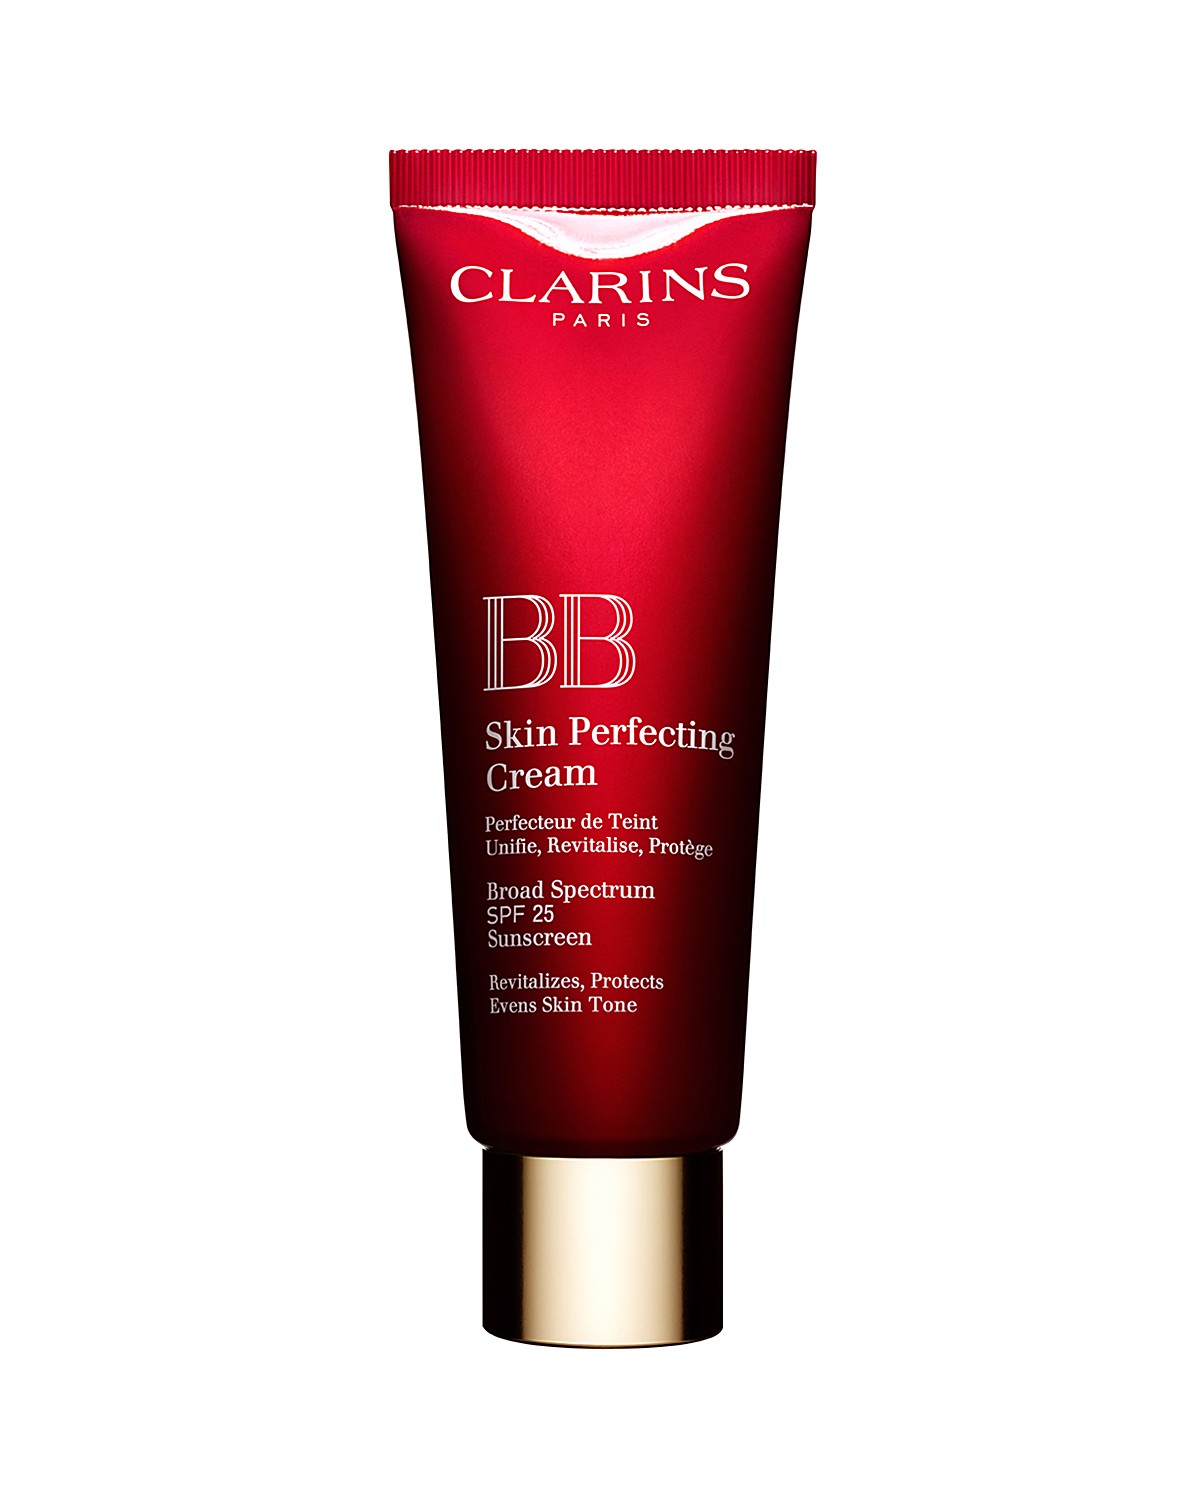 CLARINS
PARIS
BB
Skin Perfecting
Cream
Perfecteur de Teint
Unifie, Revitalise, Protège
Broad Spectrum
SPF 25
Sunscreen
Revitalizes, Protects
Evens Skin Tone